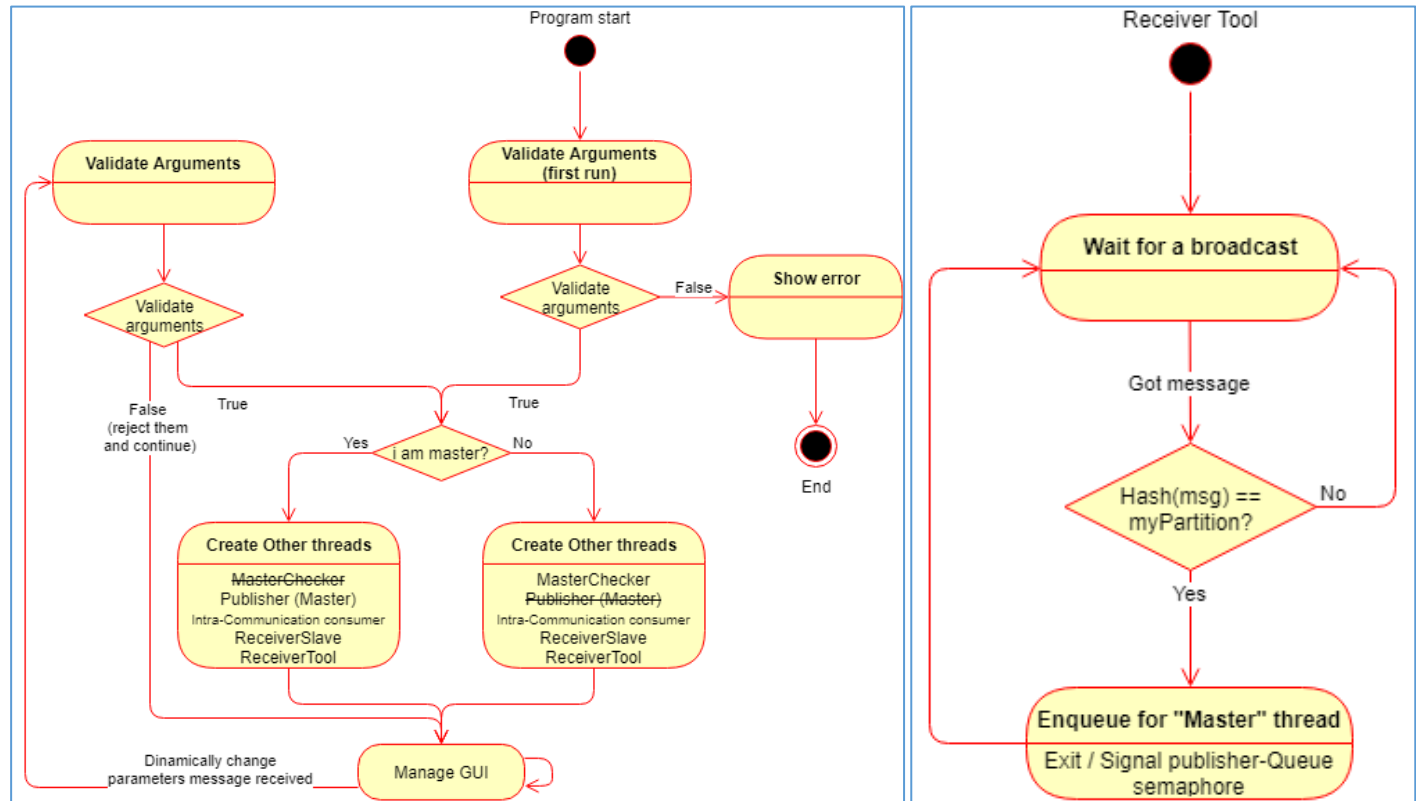 Program start
Validate Arguments
(first run)
Validate
arguments
False
Show error
End
True
Validate Arguments
Validate
arguments
False
(reject them
and continue)
True
i am master?
Yes
No
Create Other threads
MasterChecker
Publisher (Master)
Intra-Communication consumer
ReceiverSlave
ReceiverTool
Create Other threads
MasterChecker
Publisher (Master)
Intra-Communication consumer
ReceiverSlave
ReceiverTool
Dinamically change
parameters message received
Manage GUI
Receiver Tool
Wait for a broadcast
Got message
Hash(msg) ==
myPartition?
No
Yes
Enqueue for "Master" thread
Exit / Signal publisher-Queue
semaphore